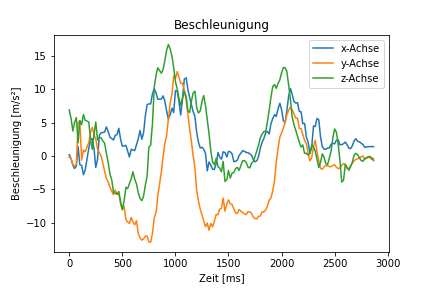 Beschleunigung
x-Achse
y-Achse
z-Achse
Beschleunigung [m/s²]
15
10
5
0
−5
−10
0
500
1000
1500
2000
2500
3000
Zeit [ms]